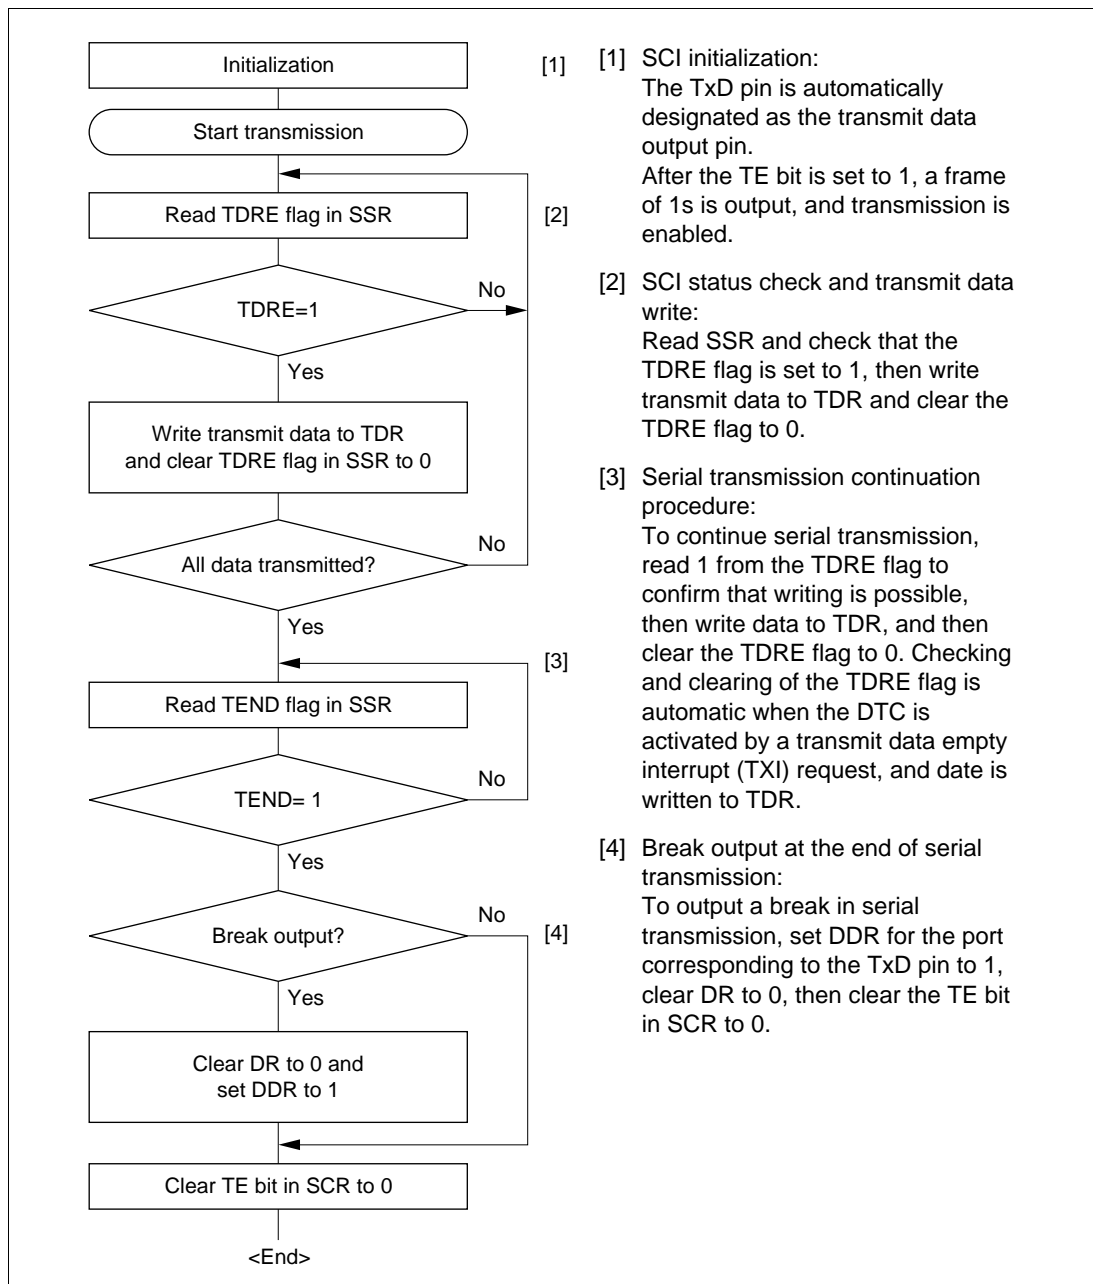 Initialization
[1]
Start transmission
Read TDRE flag in SSR
[2]
TDRE=1
No
Yes
Write transmit data to TDR
and clear TDRE flag in SSR to 0
All data transmitted?
No
Yes
[3]
Read TEND flag in SSR
TEND= 1
No
Yes
Break output?
No
[4]
Yes
Clear DR to 0 and
set DDR to 1
Clear TE bit in SCR to 0
<End>
[1] SCI initialization:
The TxD pin is automatically
designated as the transmit data
output pin.
After the TE bit is set to 1, a frame
of 1s is output, and transmission is
enabled.
[2] SCI status check and transmit data
write:
Read SSR and check that the
TDRE flag is set to 1, then write
transmit data to TDR and clear the
TDRE flag to 0.
[3] Serial transmission continuation
procedure:
To continue serial transmission,
read 1 from the TDRE flag to
confirm that writing is possible,
then write data to TDR, and then
clear the TDRE flag to 0. Checking
and clearing of the TDRE flag is
automatic when the DTC is
activated by a transmit data empty
interrupt (TXI) request, and date is
written to TDR.
[4] Break output at the end of serial
transmission:
To output a break in serial
transmission, set DDR for the port
corresponding to the TxD pin to 1,
clear DR to 0, then clear the TE bit
in SCR to 0.